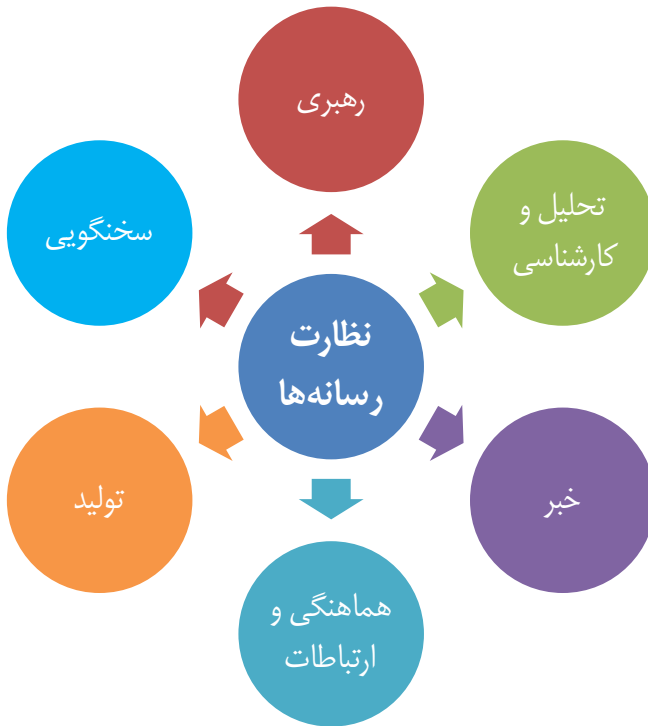 رهبری
تحلیل و
کارشناسی
سخنگویی
نظارت
رسانه‌ها
خبر
تولید
هماهنگی و
ارتباطات